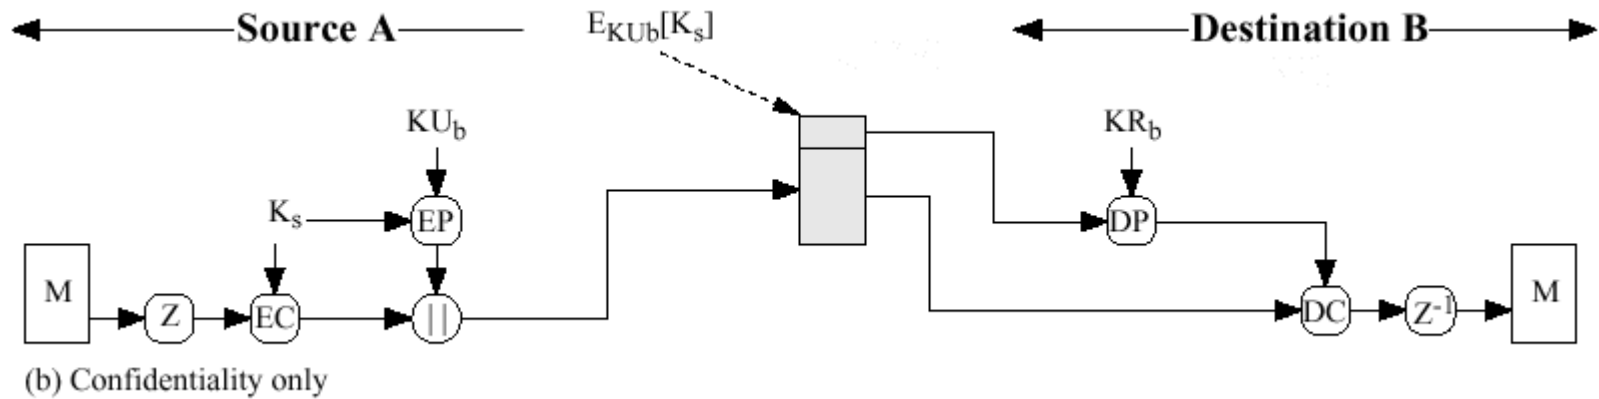 Source A
E_KUb[K_s]
Destination B
KU_b
KR_b
K_s
EP
DP
M
Z
EC
||
DC
Z^-1
M
(b) Confidentiality only